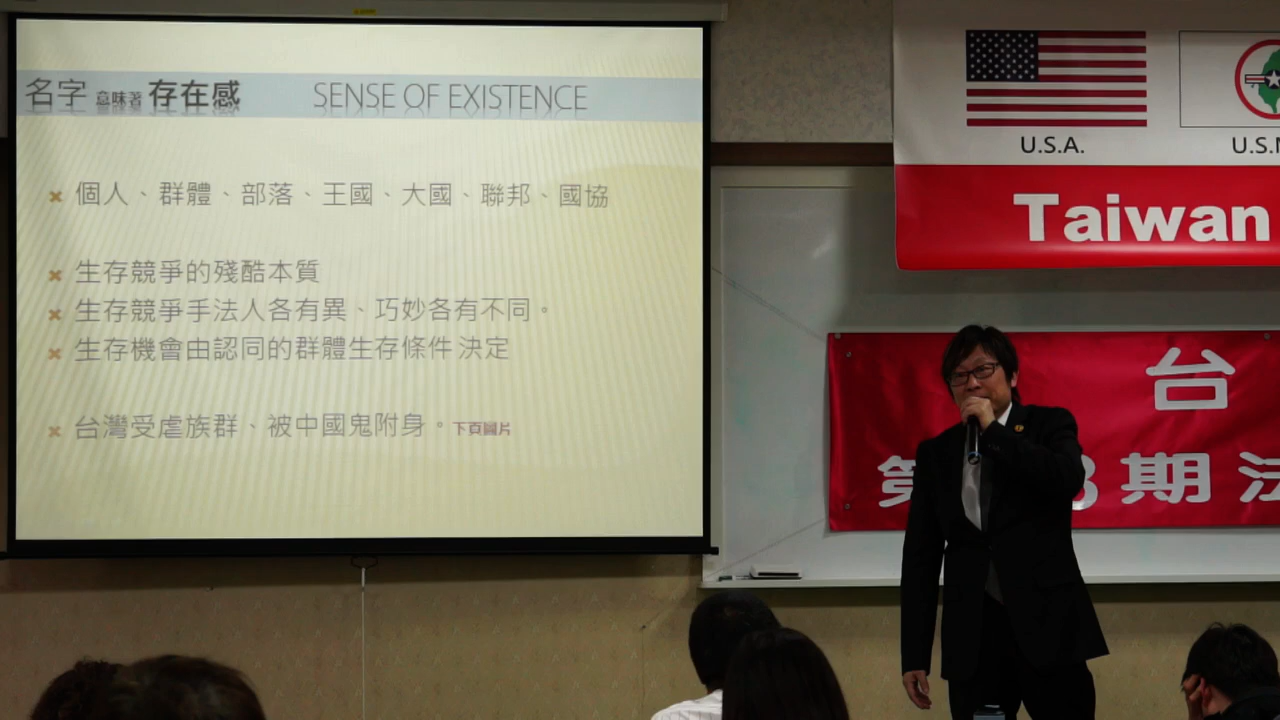 名字 意味著 存在感 SENSE OF EXISTENCE
個人、群體、部落、王國、大國、聯邦、國協
生存競爭的殘酷本質
生存競爭手法人各有異、巧妙各有不同。
生存機會由認同的群體生存條件決定
台灣受虐族群、被中國鬼附身。下頁圖片
U.S.A.
U.S.
Taiwan
台
第 期 法